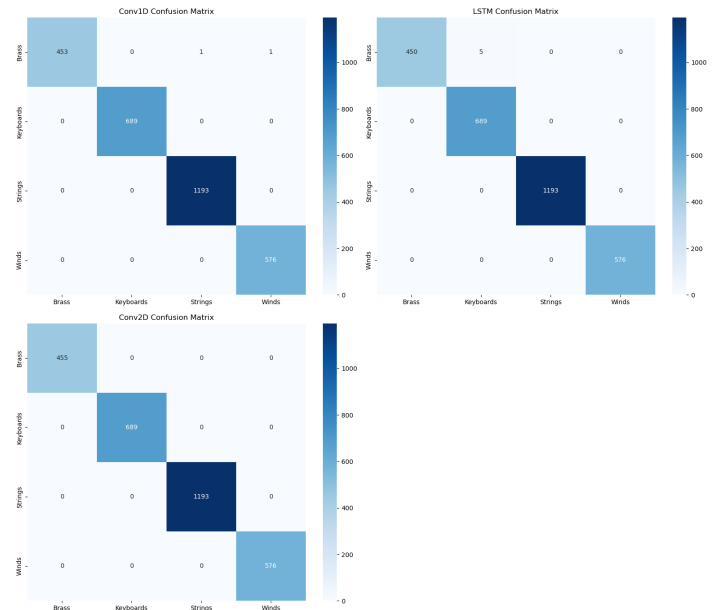 Conv1D Confusion Matrix
Brass 453 0 1 1
Keyboards 0 689 0 0
Strings 0 0 1193 0
Winds 0 0 0 576
Brass Keyboards Strings Winds
1000
800
600
400
200
0
LSTM Confusion Matrix
Brass 450 5 0 0
Keyboards 0 689 0 0
Strings 0 0 1193 0
Winds 0 0 0 576
Brass Keyboards Strings Winds
1000
800
600
400
200
0
Conv2D Confusion Matrix
Brass 455 0 0 0
Keyboards 0 689 0 0
Strings 0 0 1193 0
Winds 0 0 0 576
Brass Keyboards Strings Winds
1000
800
600
400
200
0